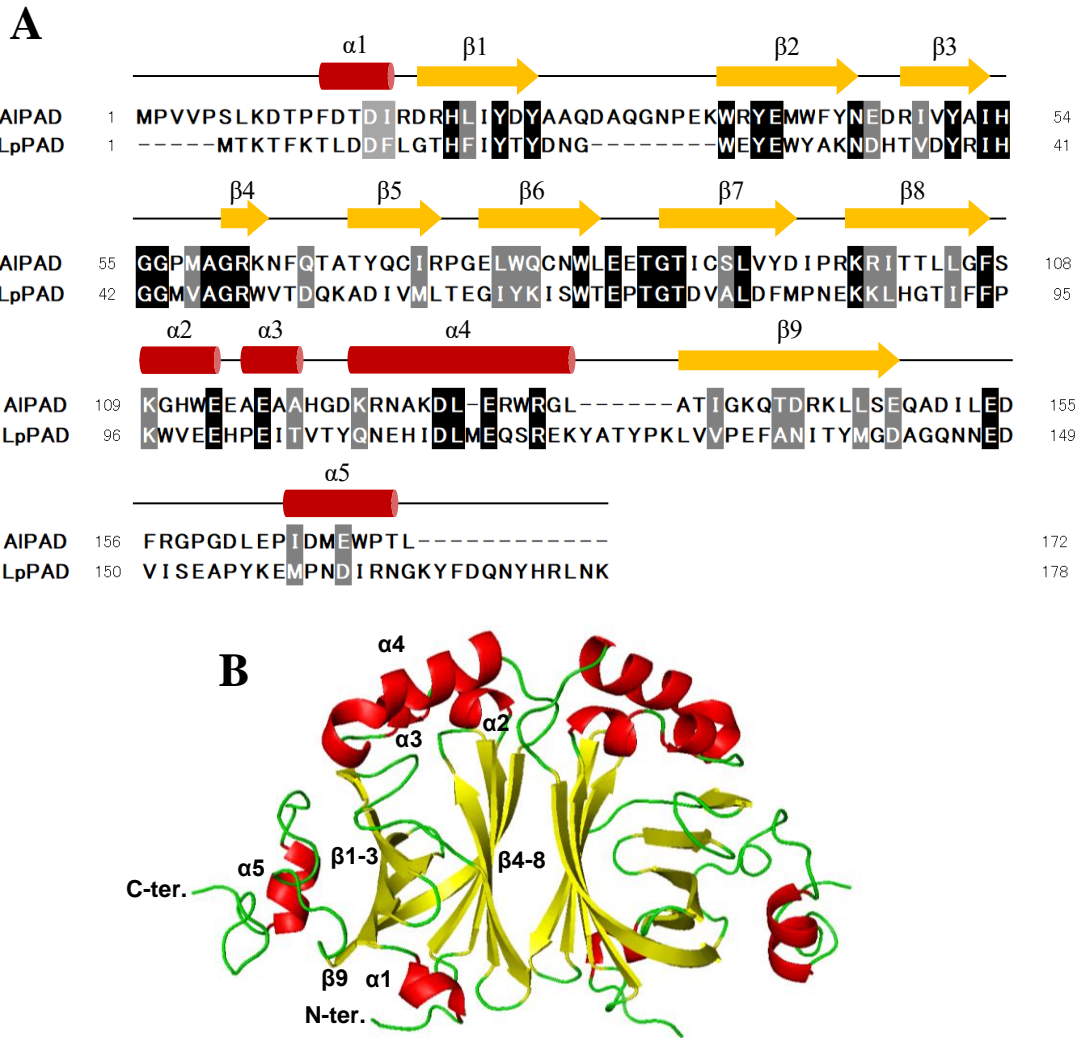 A
α1 β1 β2 β3
AlPAD 1 MPVVPSLKDTPFDTDIRDRHLIYDYAAQDAQGNPEKWRYEMWFYNEDRIVYAIH 54
LpPAD 1 -----MTKTFKTLDDFLGTHFIYTYDNG--------WEYEWYAKNDHTVDYRIH 41
β4 β5 β6 β7 β8
AlPAD 55 GGPMAGRKNFQTATYQCIRPGELWQCNWLEETGTICSLVYDIPRKRITTLLGFS 108
LpPAD 42 GGMVAGRWVTDQKADIVMLTEGIYKISWTEPTGTDVALDFMPNEKKLHGTIFFP 95
α2 α3 α4 β9
AlPAD 109 KGHWEEAEAAHGDKRNAKDL-ERWRGL------ATIGKQTDRKLLSEQADILED 155
LpPAD 96 KWVEEHPEITVTYQNEHIDLMEQSREKYATYPKLVVPEFANITYMGDAGQNNED 149
α5
AlPAD 156 FRGPGDLEPIDMEWPTL------------ 172
LpPAD 150 VISEAPYKEMPNDIRNGKYFDQNYHRLNK 178
B
α4
α2
α3
β1-3
β4-8
α5
C-ter.
β9
α1
N-ter.